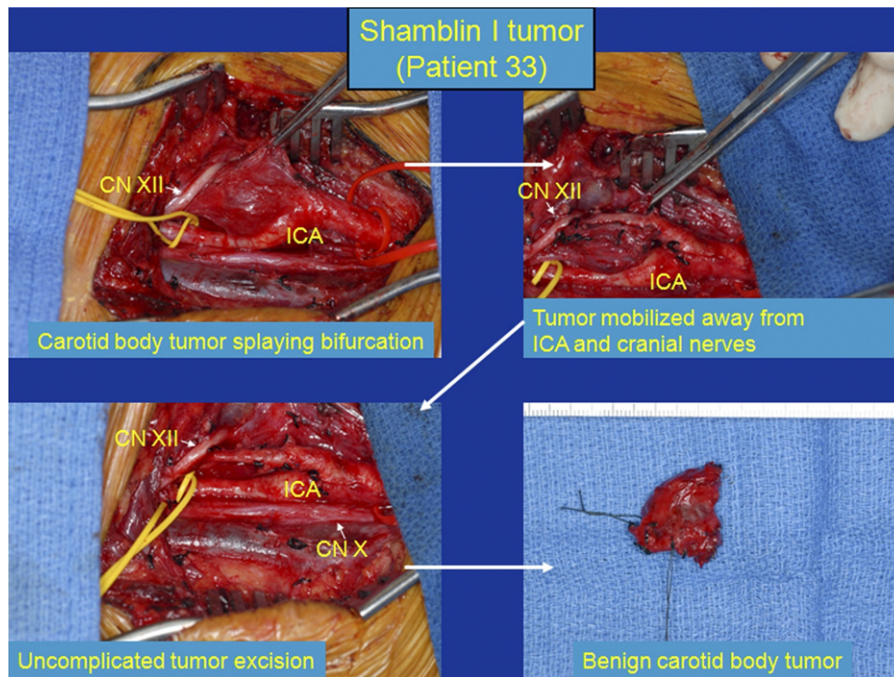 Shamblin I tumor
(Patient 33)
CN XII
ICA
Carotid body tumor splaying bifurcation
CN XII
ICA
Tumor mobilized away from
ICA and cranial nerves
CN XII
ICA
CN X
Uncomplicated tumor excision
Benign carotid body tumor